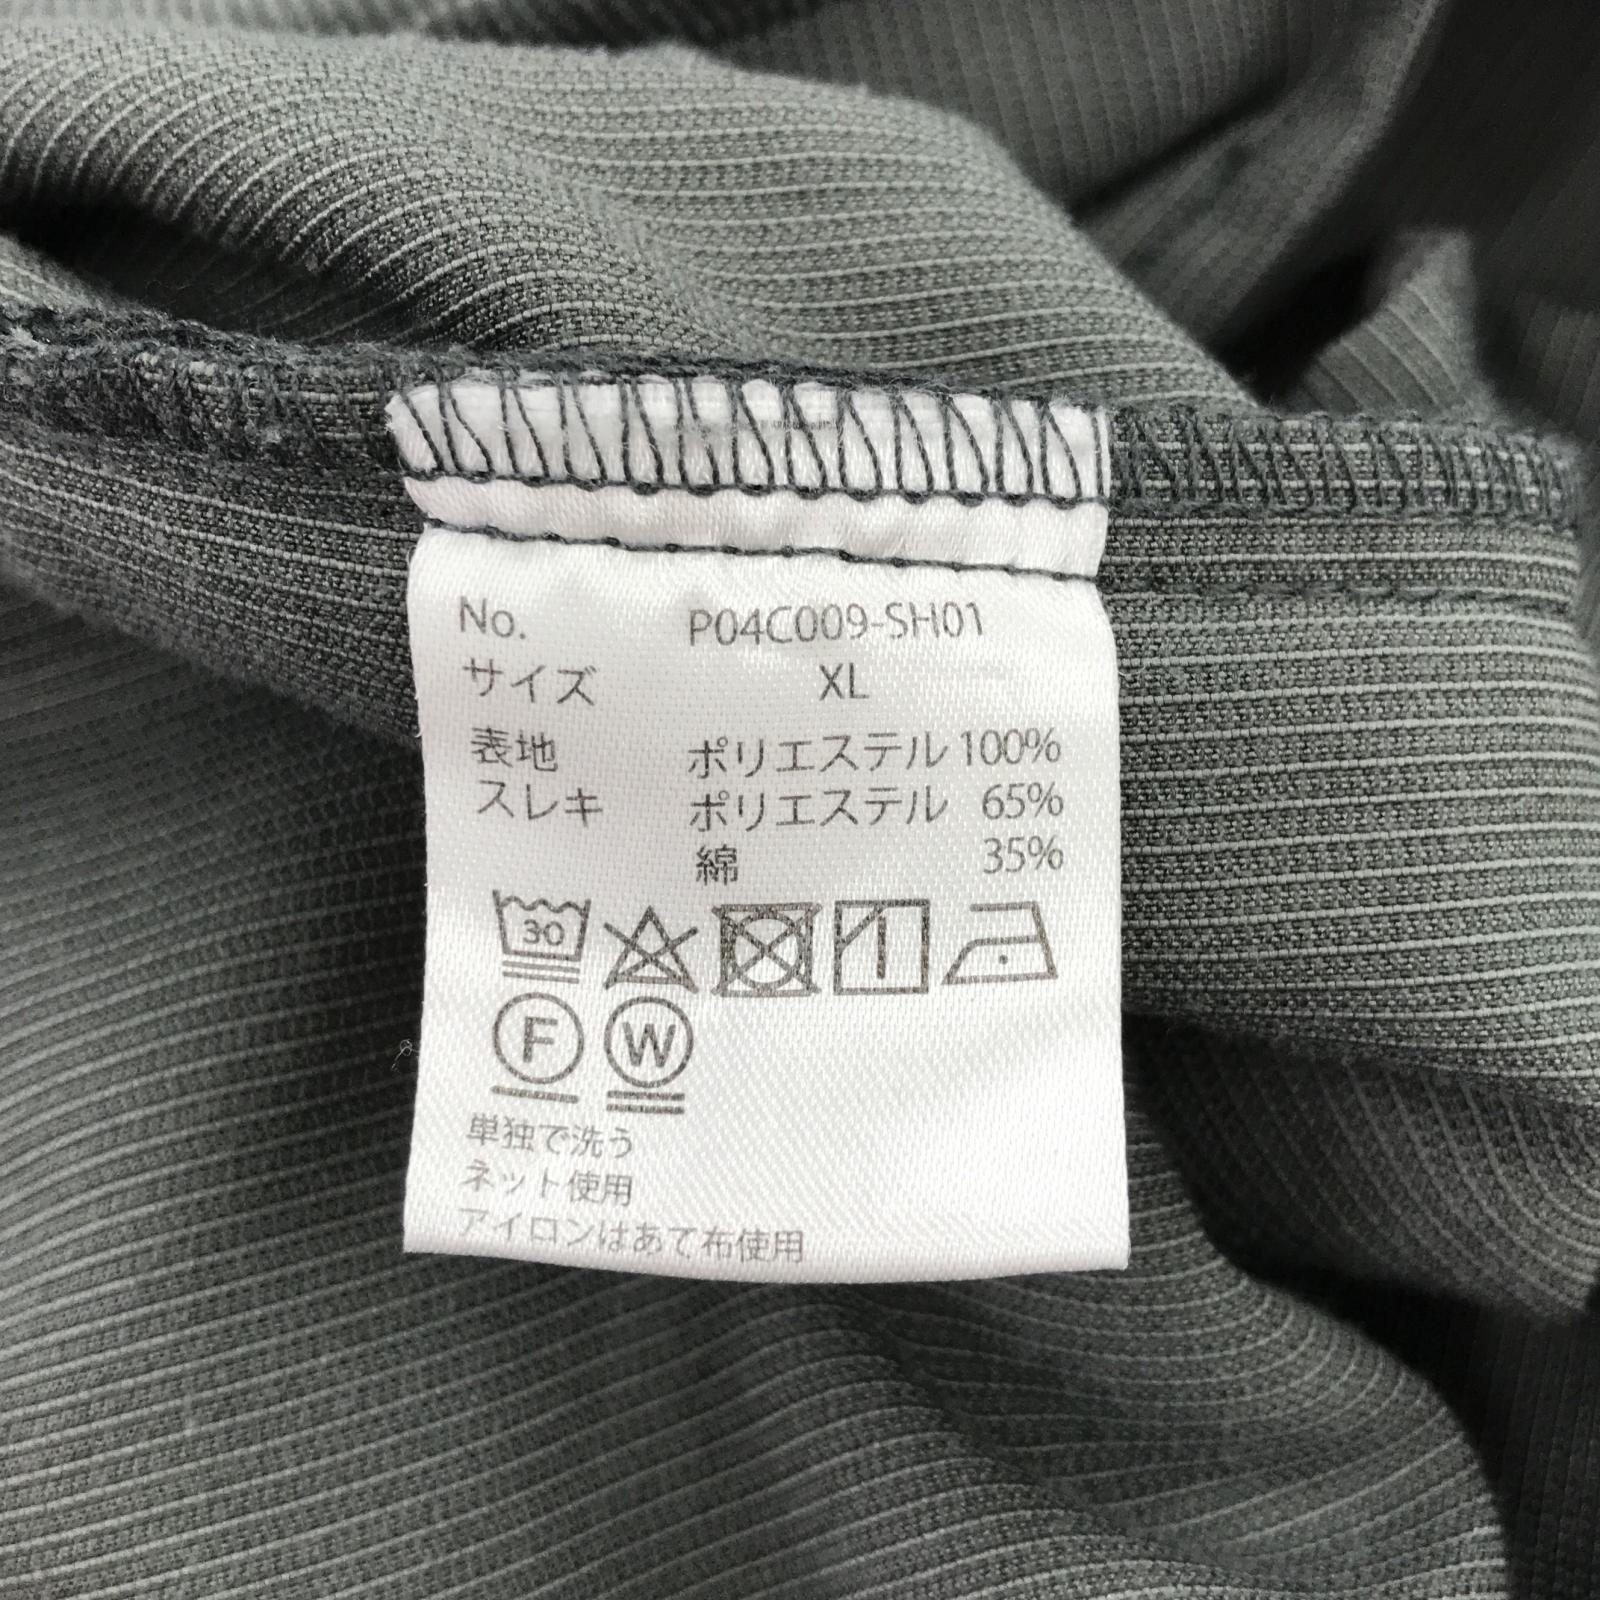 No. P04C009-SH01
サイズ XL
表地 ポリエステル 100%
スレキ ポリエステル 65%
綿 35%
30
F W
単独で洗う
ネット使用
アイロンはあて布使用